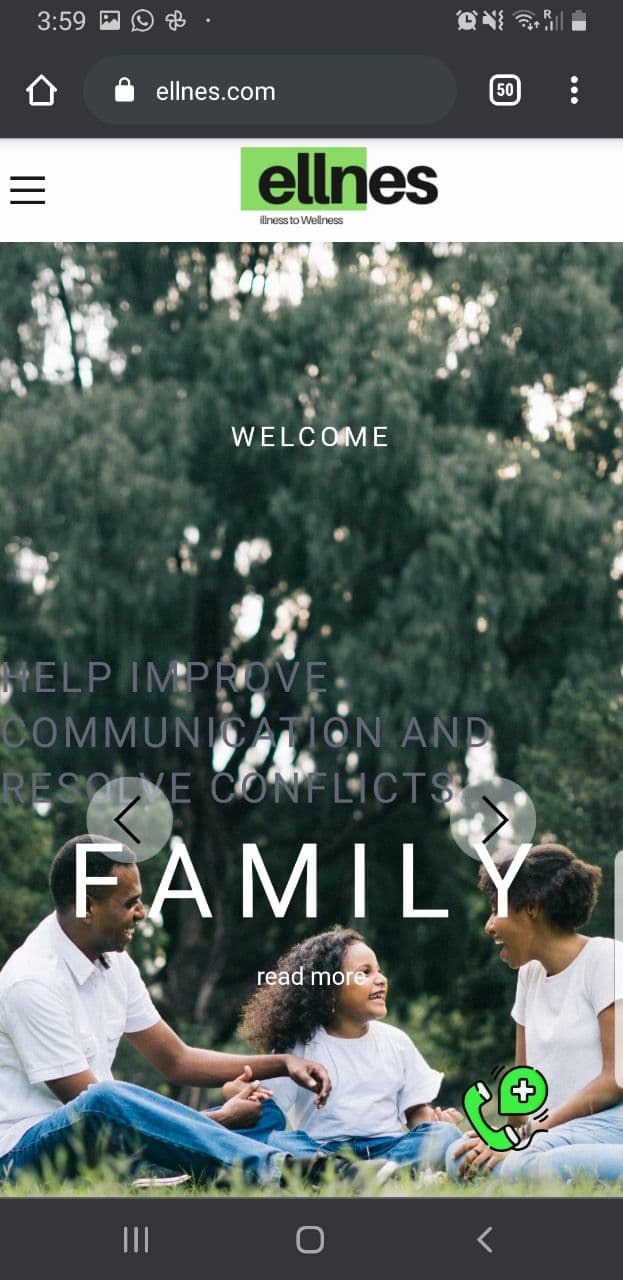 3:59
R
ellnes.com
50
ellnes
illness to Wellness
WELCOME
HELP IMPROVE
COMMUNICATION AND
RESOLVE CONFLICTS
FAMILY
read more